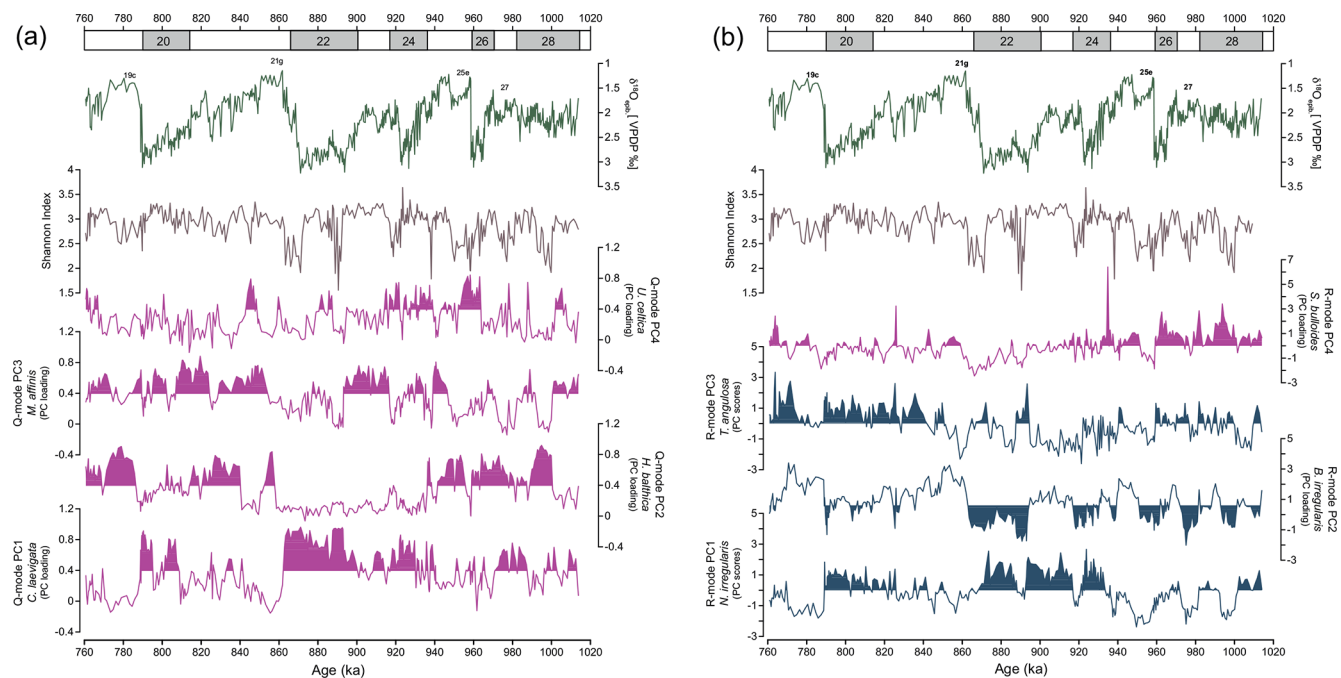 (a)
760 780 800 820 840 860 880 900 920 940 960 980 1000 1020
20 22 24 26 28
19c
21g
25e
27
1
1.5
2
2.5
3
3.5
δ18Oepib.[ VPDP ‰]
4
3.5
3
2.5
2
1.5
Shannon Index
1.2
0.8
0.4
0
-0.4
Q-mode PC4
U. celtica
(PC loading)
1.2
0.8
0.4
0
-0.4
Q-mode PC3
M. affinis
(PC loading)
1.2
0.8
0.4
0
-0.4
Q-mode PC2
H. balthica
(PC loading)
1.2
0.8
0.4
0
-0.4
Q-mode PC1
C. laevigata
(PC loading)
760 780 800 820 840 860 880 900 920 940 960 980 1000 1020
Age (ka)
(b)
760 780 800 820 840 860 880 900 920 940 960 980 1000 1020
20 22 24 26 28
19c
21g
25e
27
1
1.5
2
2.5
3
3.5
δ18Oepib.[ VPDP ‰]
4
3.5
3
2.5
2
1.5
Shannon Index
7
5
4
3
1
-1
-3
R-mode PC4
S. bulloides
(PC loading)
5
3
1
-1
-3
R-mode PC3
T. angulosa
(PC scores)
5
3
2
1
-1
-3
R-mode PC2
B. irregularis
(PC loading)
5
3
1
-1
-3
R-mode PC1
N. irregularis
(PC scores)
760 780 800 820 840 860 880 900 920 940 960 980 1000 1020
Age (ka)